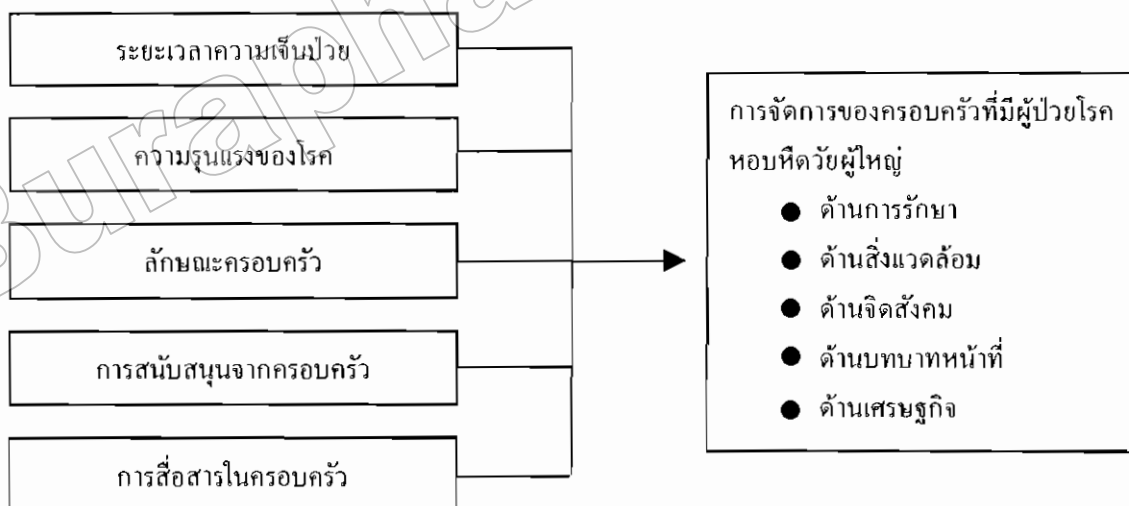 ระยะเวลาความเจ็บป่วย
ความรุนแรงของโรค
ลักษณะครอบครัว
การสนับสนุนจากครอบครัว
การสื่อสารในครอบครัว
การจัดการของครอบครัวที่มีผู้ป่วยโรค
หอบหืดวัยผู้ใหญ่
● ด้านการรักษา
● ด้านสิ่งแวดล้อม
● ด้านจิตสังคม
● ด้านบทบาทหน้าที่
● ด้านเศรษฐกิจ
Burapha